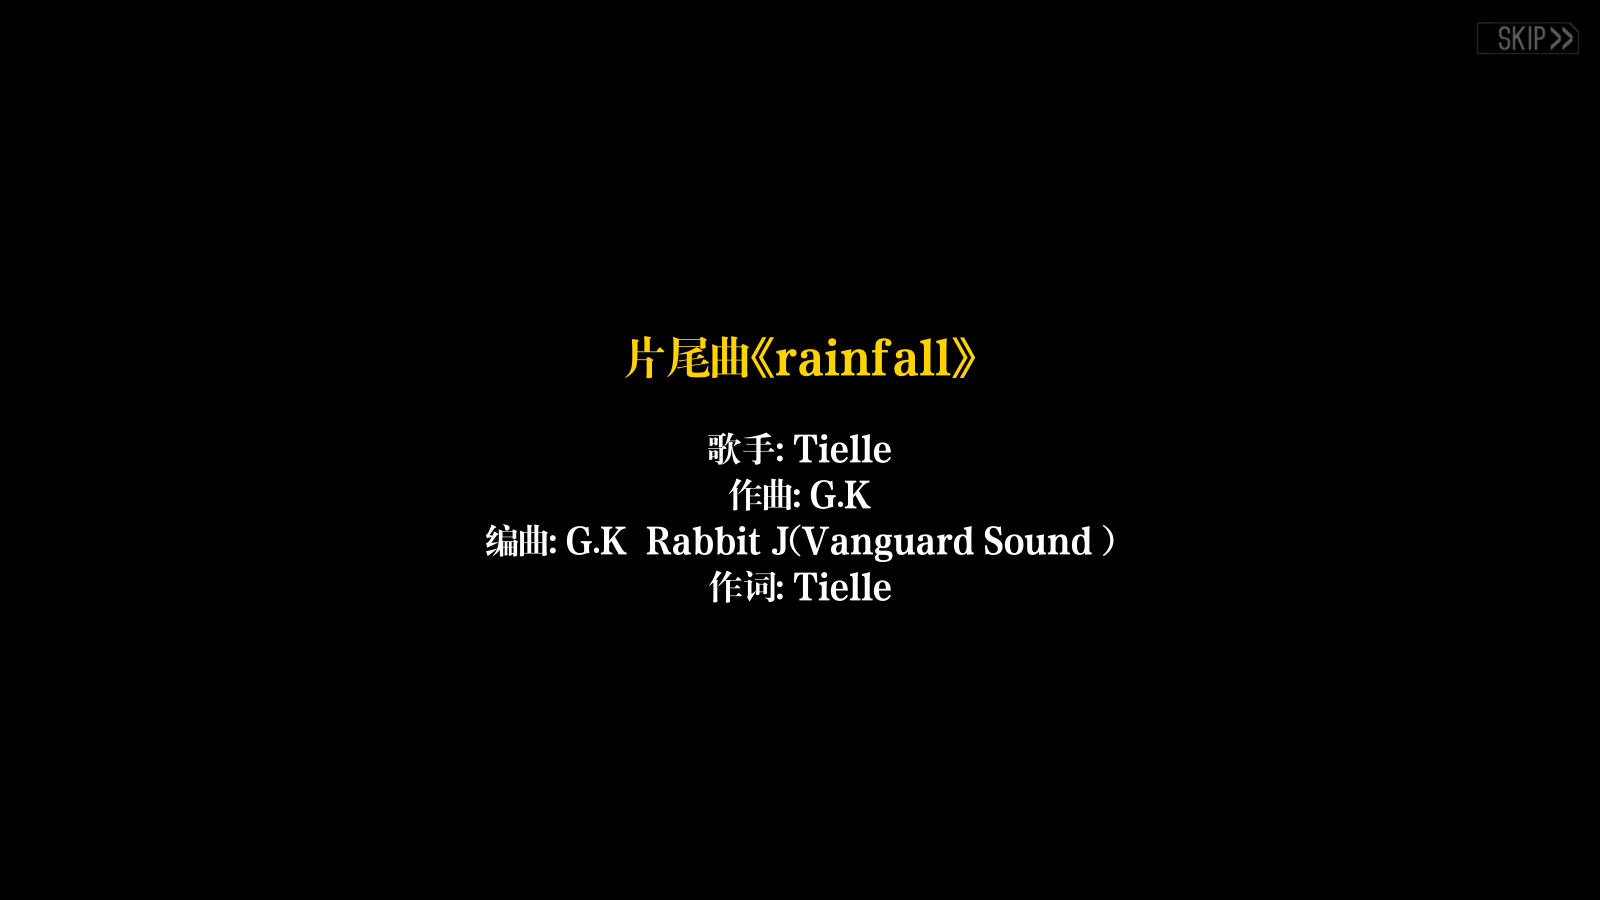 SKIP>>
片尾曲《rainfall》
歌手: Tielle
作曲: G.K
编曲: G.K  Rabbit J(Vanguard Sound ）
作词: Tielle